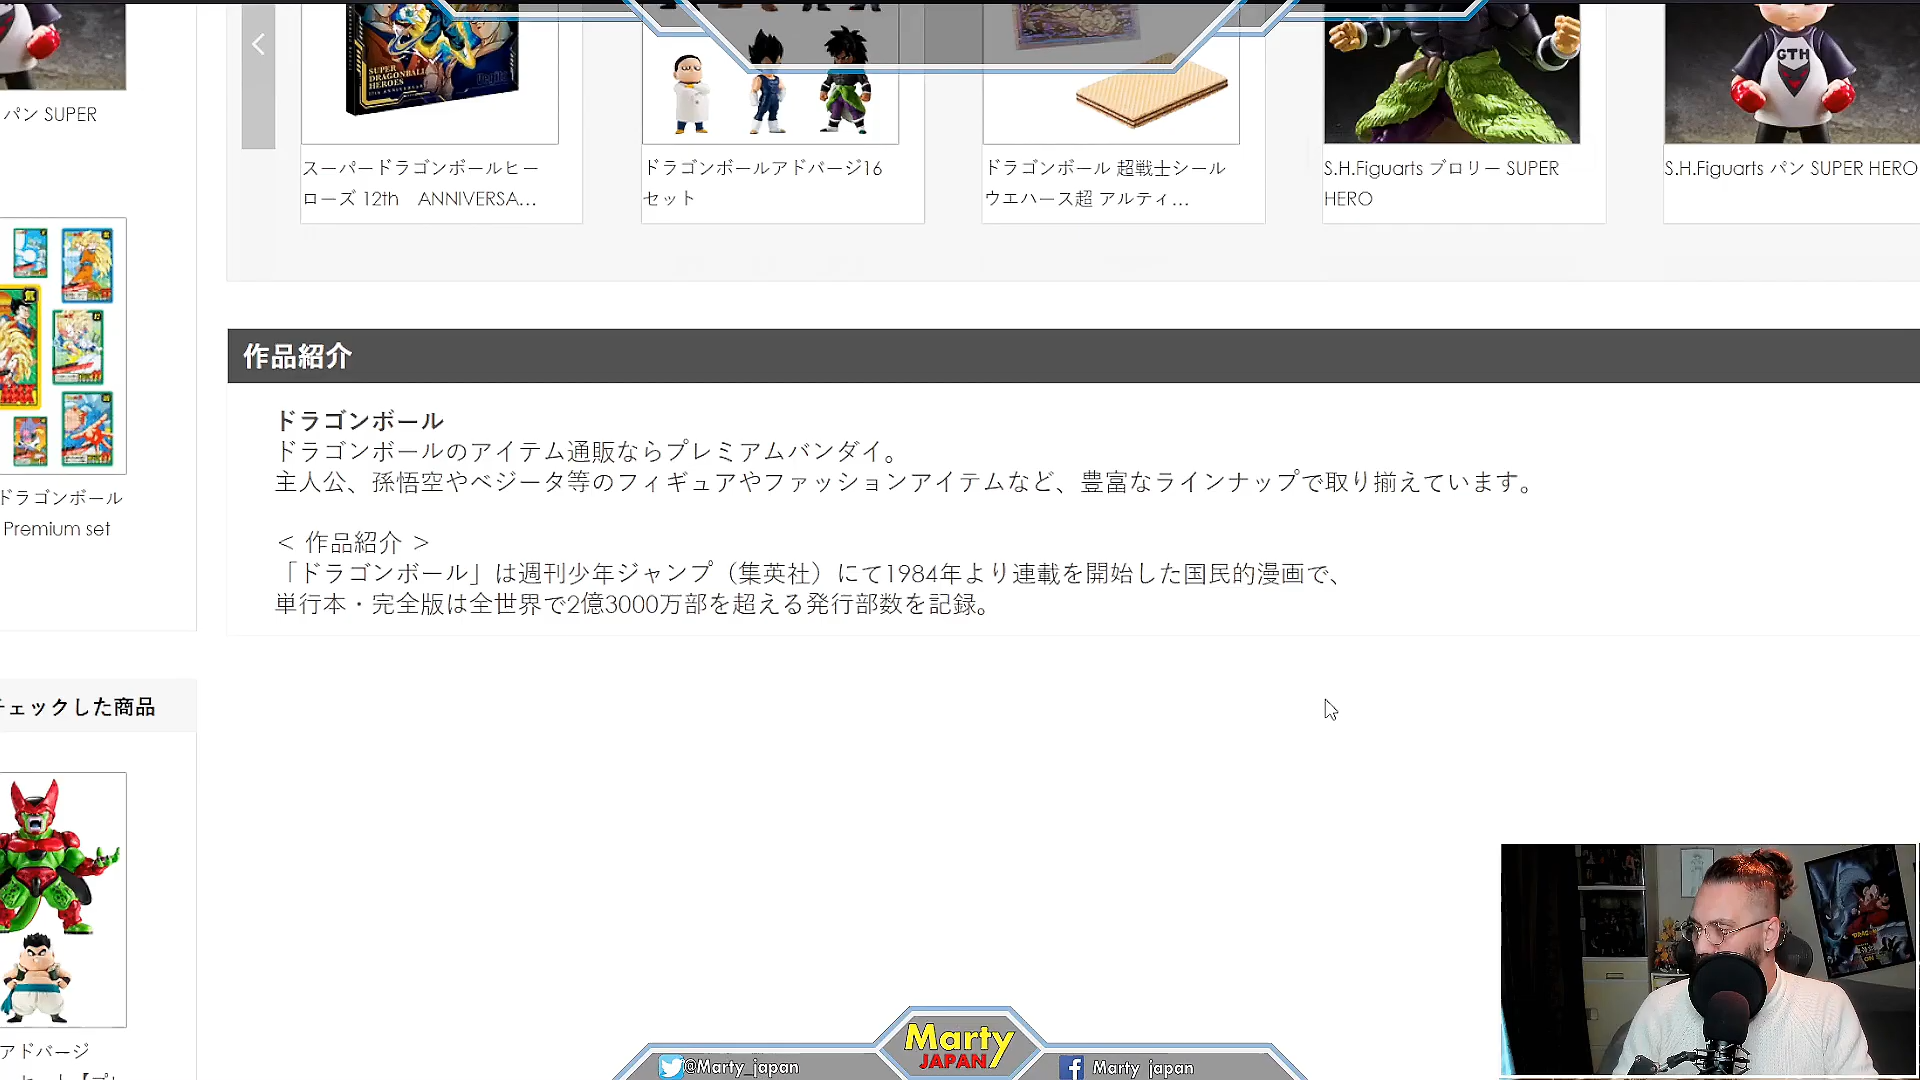 パン SUPER
SUPER
DRAGONBALL
HEROES
GTH
スーパードラゴンボールヒー
ローズ 12th ANNIVERSA...
ドラゴンボールアドバージ16
セット
ドラゴンボール 超戦士シール
ウエハース超 アルティ...
S.H.Figuarts ブロリー SUPER
HERO
S.H.Figuarts パン SUPER HERO
ドラゴンボール
Premium set
作品紹介
ドラゴンボール
ドラゴンボールのアイテム通販ならプレミアムバンダイ。
主人公、孫悟空やベジータ等のフィギュアやファッションアイテムなど、豊富なラインナップで取り揃えています。
＜ 作品紹介 ＞
「ドラゴンボール」は週刊少年ジャンプ（集英社）にて1984年より連載を開始した国民的漫画で、
単行本・完全版は全世界で2億3000万部を超える発行部数を記録。
チェックした商品
アドバージ
Marty
JAPAN
@Marty_japan
Marty japan